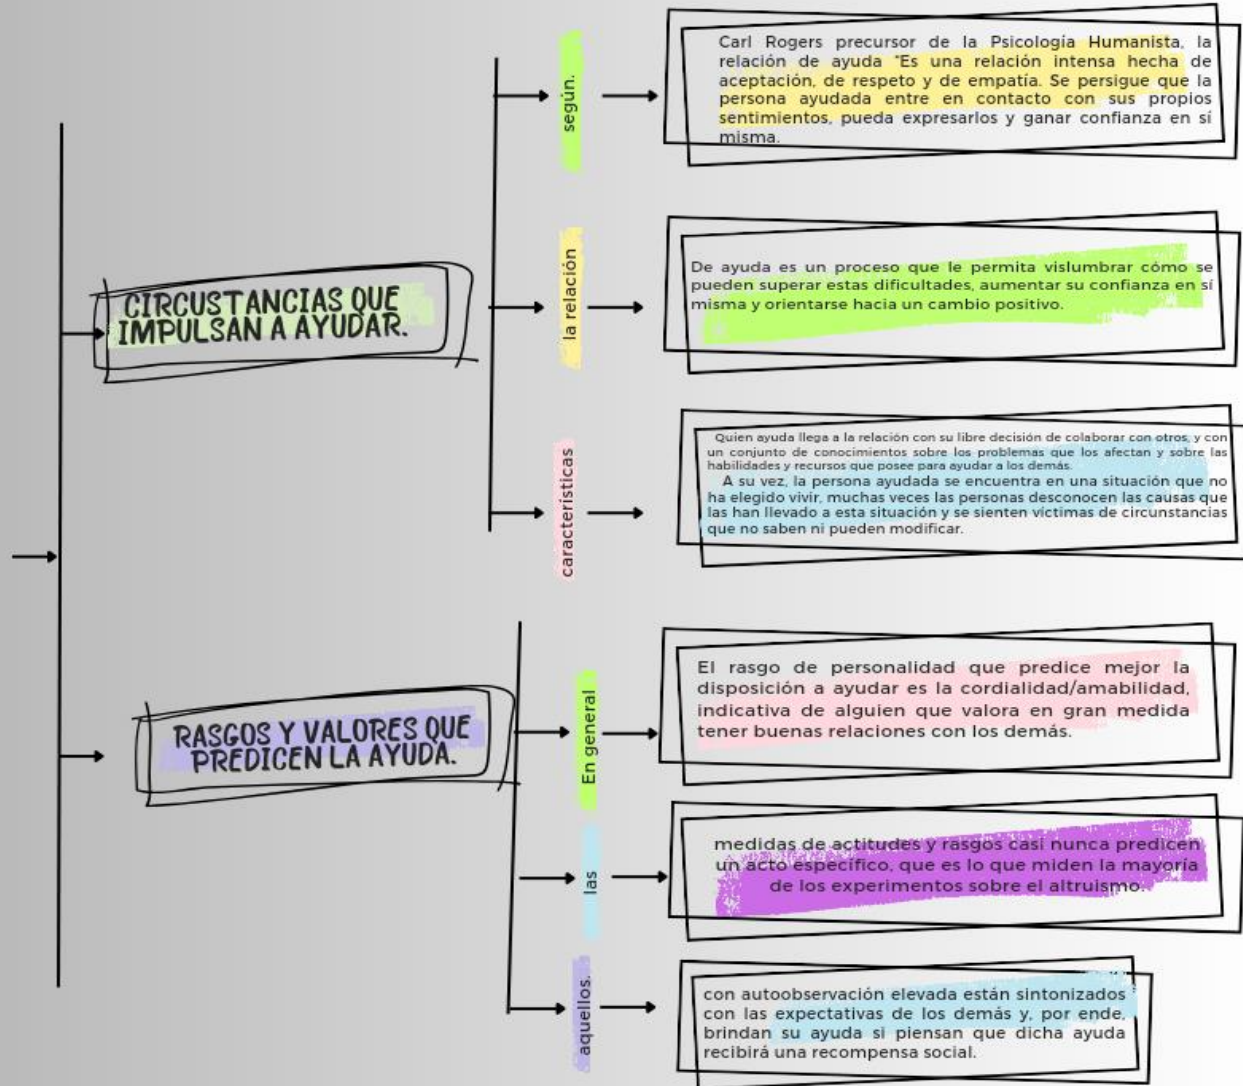 según.
Carl Rogers precursor de la Psicología Humanista, la
relación de ayuda "Es una relación intensa hecha de
aceptación, de respeto y de empatía. Se persigue que la
persona ayudada entre en contacto con sus propios
sentimientos, pueda expresarlos y ganar confianza en sí
misma.
CIRCUSTANCIAS QUE
IMPULSAN A AYUDAR.
la relación
De ayuda es un proceso que le permita vislumbrar cómo se
pueden superar estas dificultades, aumentar su confianza en sí
misma y orientarse hacia un cambio positivo.
características
Quien ayuda llega a la relación con su libre decisión de colaborar con otros, y con
un conjunto de conocimientos sobre los problemas que los afectan y sobre las
habilidades y recursos que posee para ayudar a los demás.
A su vez, la persona ayudada se encuentra en una situación que no
ha elegido vivir, muchas veces las personas desconocen las causas que
las han llevado a esta situación y se sienten víctimas de circunstancias
que no saben ni pueden modificar.
RASGOS Y VALORES QUE
PREDICEN LA AYUDA.
En general
El rasgo de personalidad que predice mejor la
disposición a ayudar es la cordialidad/amabilidad,
indicativa de alguien que valora en gran medida
tener buenas relaciones con los demás.
las
medidas de actitudes y rasgos casi nunca predicen
un acto específico, que es lo que miden la mayoría
de los experimentos sobre el altruismo.
aquellos.
con autoobservación elevada están sintonizados
con las expectativas de los demás y, por ende,
brindan su ayuda si piensan que dicha ayuda
recibirá una recompensa social.